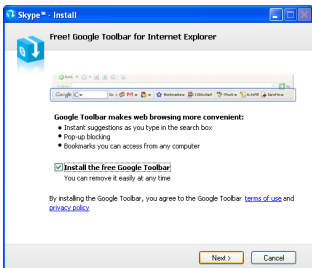 Skype™ - Install
Free! Google Toolbar for Internet Explorer
Back
Google
Google Toolbar makes web browsing more convenient:
Instant suggestions as you type in the search box
Pop-up blocking
Bookmarks you can access from any computer
Install the free Google Toolbar
You can remove it easily at any time
By installing the Google Toolbar, you agree to the Google Toolbar terms of use and
privacy policy
Next > Cancel